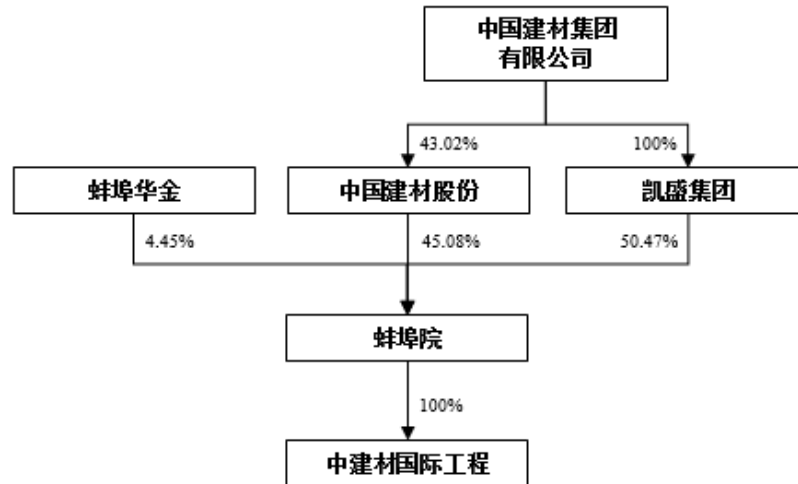 中国建材集团
有限公司
43.02%
100%
蚌埠华金
中国建材股份
凯盛集团
4.45%
45.08%
50.47%
蚌埠院
100%
中建材国际工程